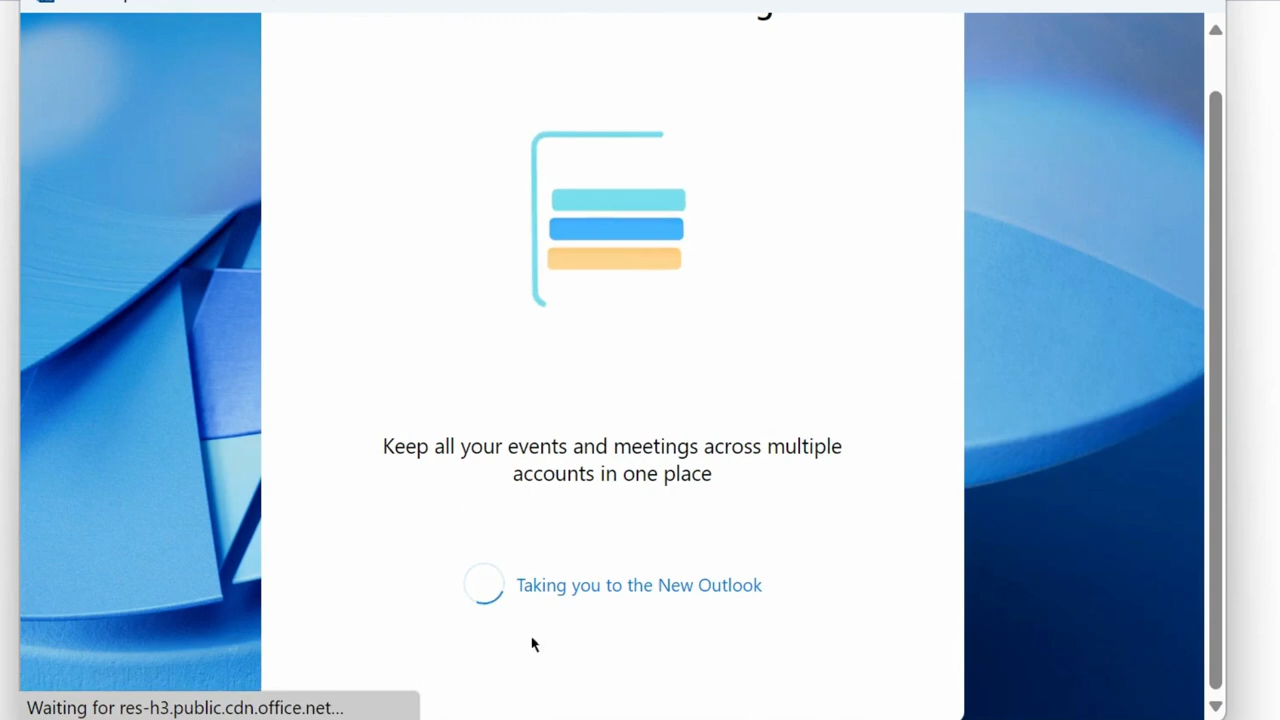 Keep all your events and meetings across multiple
accounts in one place
Taking you to the New Outlook
Waiting for res-h3.public.cdn.office.net...